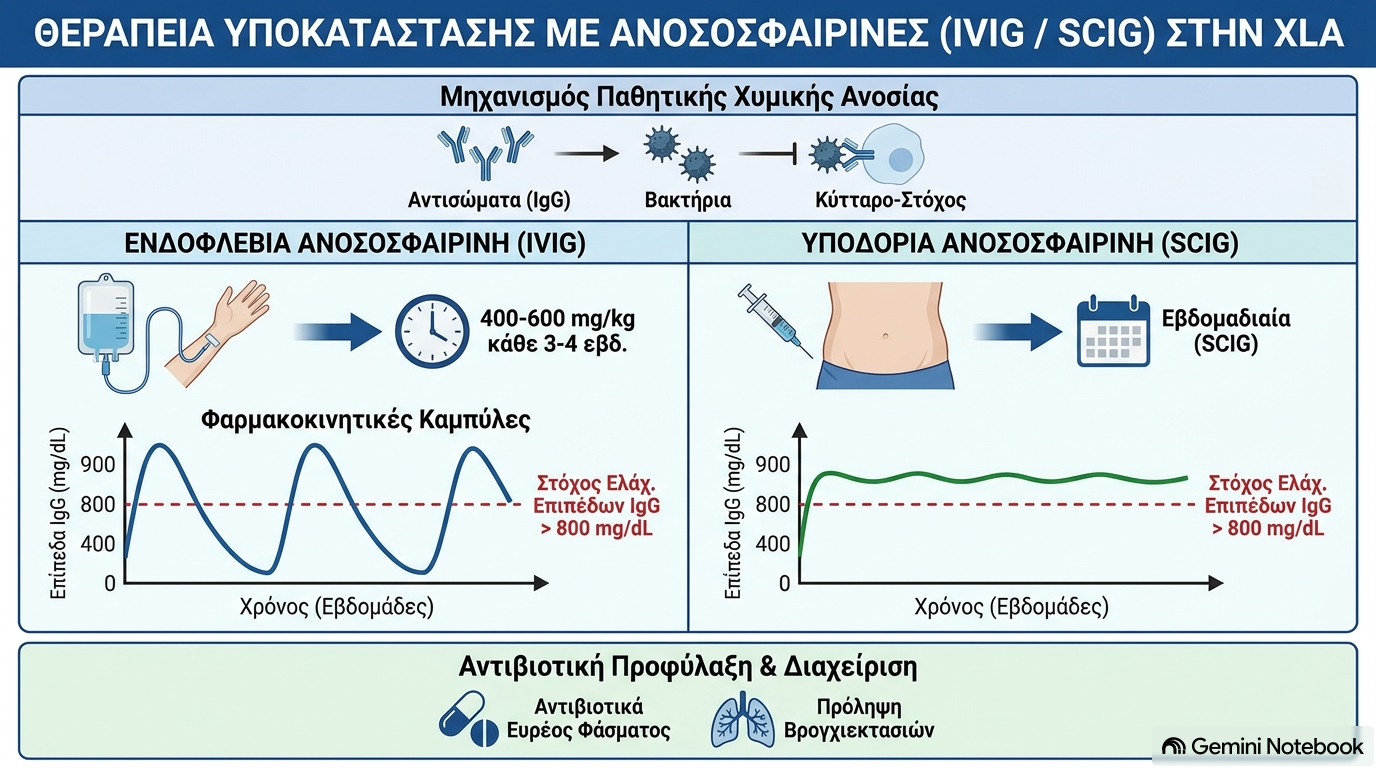 ΘΕΡΑΠΕΙΑ ΥΠΟΚΑΤΑΣΤΑΣΗΣ ΜΕ ΑΝΟΣΟΣΦΑΙΡΙΝΕΣ (IVIG / SCIG) ΣΤΗΝ XLA
Μηχανισμός Παθητικής Χυμικής Ανοσίας
Αντισώματα (IgG)
Βακτήρια
Κύτταρο-Στόχος
ΕΝΔΟΦΛΕΒΙΑ ΑΝΟΣΟΣΦΑΙΡΙΝΗ (IVIG)
400-600 mg/kg
κάθε 3-4 εβδ.
Φαρμακοκινητικές Καμπύλες
Επίπεδα IgG (mg/dL)
900
800
400
0
Στόχος Ελάχ.
Επιπέδων IgG
> 800 mg/dL
Χρόνος (Εβδομάδες)
ΥΠΟΔΟΡΙΑ ΑΝΟΣΟΣΦΑΙΡΙΝΗ (SCIG)
Εβδομαδιαία
(SCIG)
Επίπεδα IgG (mg/dL)
900
800
400
0
Στόχος Ελάχ.
Επιπέδων IgG
> 800 mg/dL
Χρόνος (Εβδομάδες)
Αντιβιοτική Προφύλαξη & Διαχείριση
Αντιβιοτικά
Ευρέος Φάσματος
Πρόληψη
Βρογχιεκτασιών
Gemini Notebook